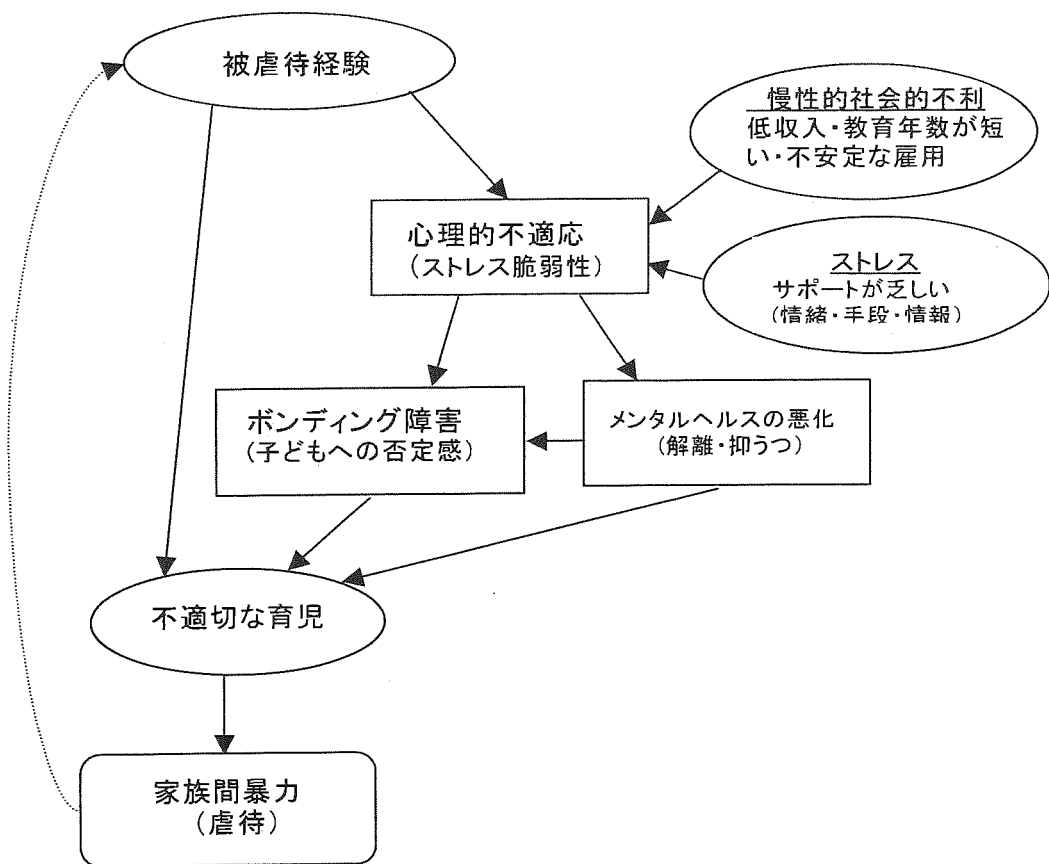 被虐待経験
慢性的社会的不利
低収入・教育年数が短
い・不安定な雇用
心理的不適応
(ストレス脆弱性)
ストレス
サポートが乏しい
(情緒・手段・情報)
ボンディング障害
(子どもへの否定感)
メンタルヘルスの悪化
(解離・抑うつ)
不適切な育児
家族間暴力
(虐待)